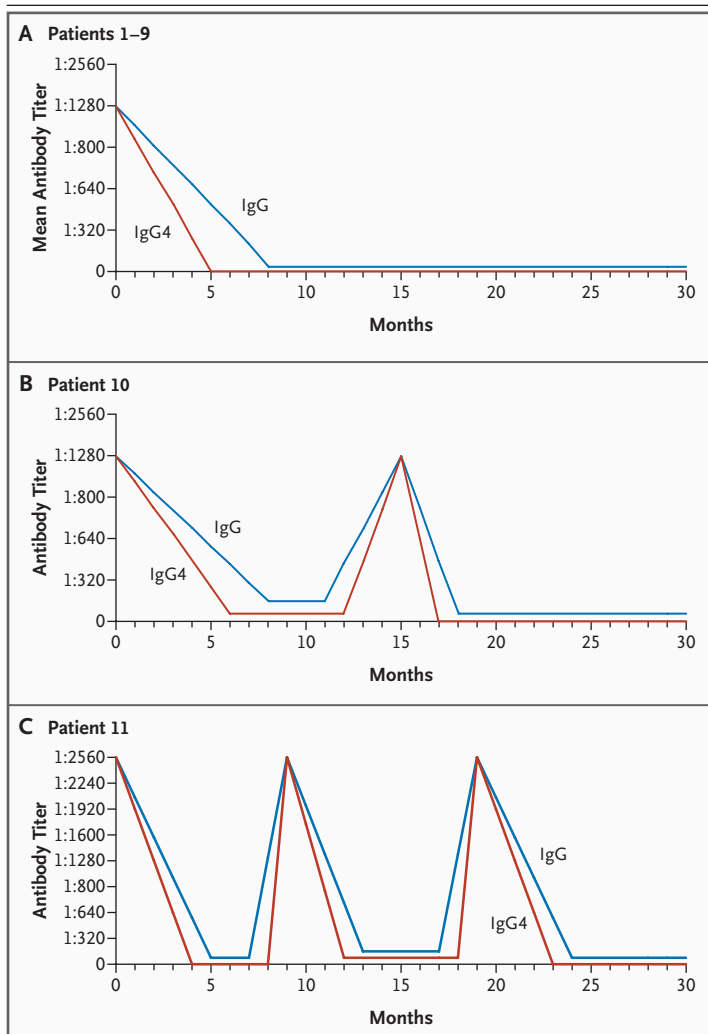 A Patients 1–9
Mean Antibody Titer
1:2560
1:1280
1:800
1:640
1:320
0
IgG
IgG4
0 5 10 15 20 25 30
Months
B Patient 10
Antibody Titer
1:2560
1:1280
1:800
1:640
1:320
0
IgG
IgG4
0 5 10 15 20 25 30
Months
C Patient 11
Antibody Titer
1:2560
1:2240
1:1920
1:1600
1:1280
1:800
1:640
1:320
0
IgG
IgG4
0 5 10 15 20 25 30
Months